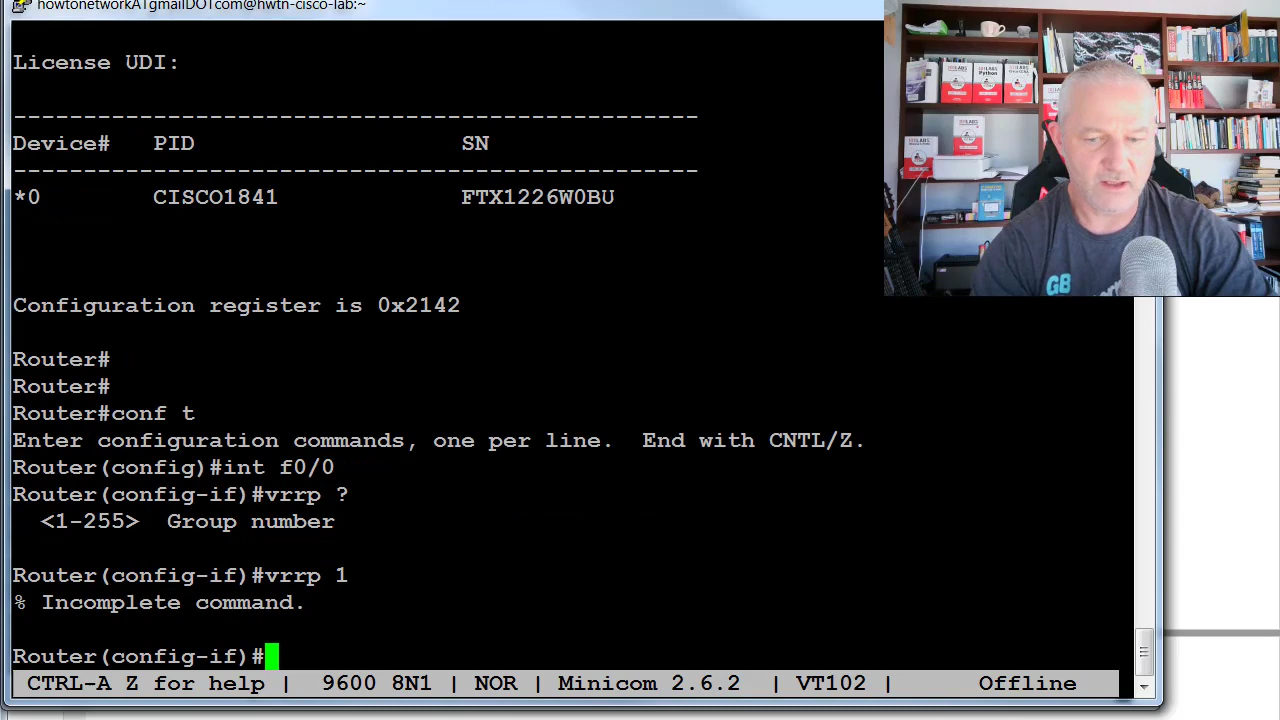 howtonetworkATgmailDOTcom@hwtn-cisco-lab:~
License UDI:
-------------------------------------------------
Device#   PID                   SN
-------------------------------------------------
*0        CISCO1841             FTX1226W0BU
Configuration register is 0x2142
Router#
Router#
Router#conf t
Enter configuration commands, one per line.  End with CNTL/Z.
Router(config)#int f0/0
Router(config-if)#vrrp ?
  <1-255>  Group number
Router(config-if)#vrrp 1
% Incomplete command.
Router(config-if)#
CTRL-A Z for help |  9600 8N1 | NOR | Minicom 2.6.2  | VT102 |      Offline
Python
GB